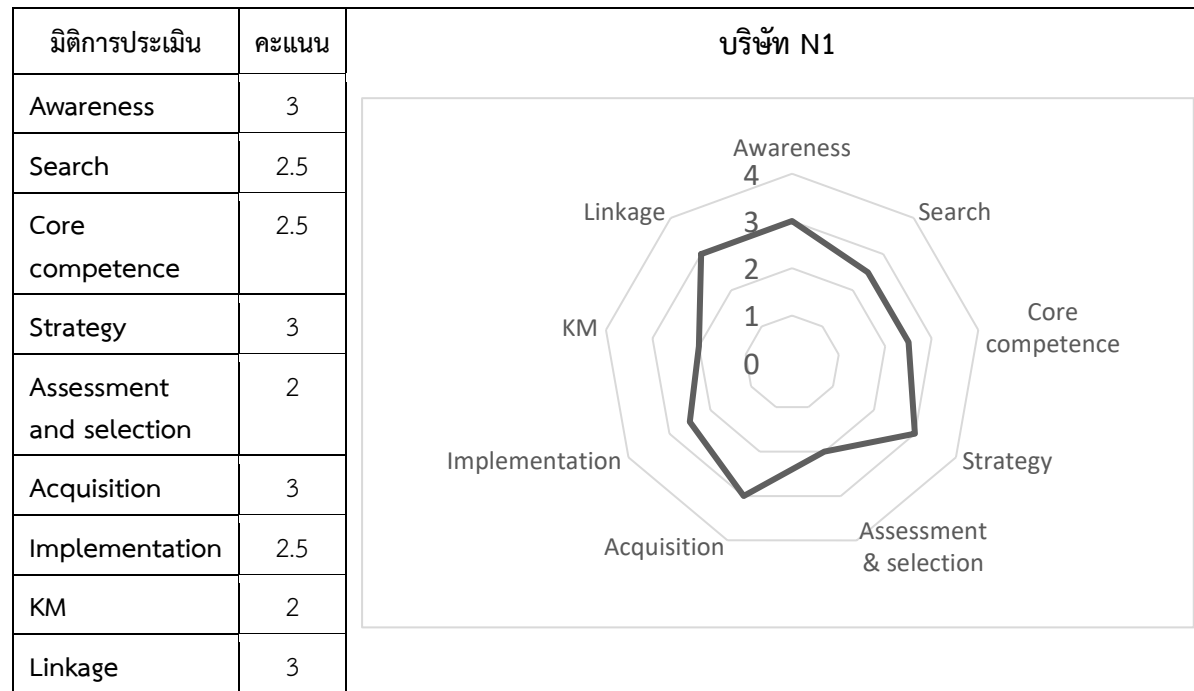 มิติการประเมิน คะแนน
Awareness 3
Search 2.5
Core 2.5
competence
Strategy 3
Assessment 2
and selection
Acquisition 3
Implementation 2.5
KM 2
Linkage 3
บริษัท N1
Awareness
4
Linkage
Search
3
2
KM
Core
competence
1
0
Implementation
Strategy
Acquisition
Assessment
& selection